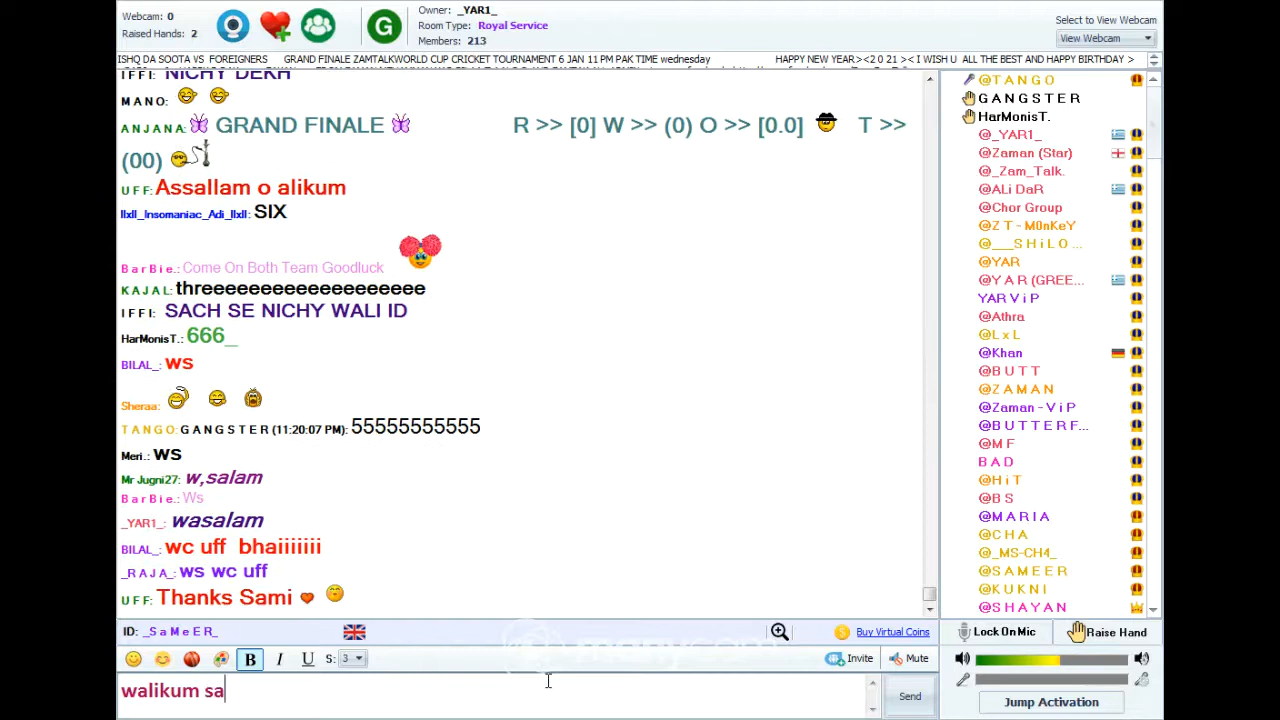 Webcam: 0
Raised Hands: 2
Owner: _YAR1_
Room Type: Royal Service
Members: 213
Select to View Webcam
View Webcam
ISHQ DA SOOTA VS FOREIGNERS GRAND FINALE ZAMTALKWORLD CUP CRICKET TOURNAMENT 6 JAN 11 PM PAK TIME wednesday HAPPY NEW YEAR><2 0 21 >< I WISH U ALL THE BEST AND HAPPY BIRTHDAY >
IFFI: NICHY DEKH
MANO:
ANJANA: GRAND FINALE R >> [0] W >> (0) O >> [0.0] T >>
(00)
UFF: Assallam o alikum
IlxII_Insomaniac_Adi_IlxII: SIX
BarBie.: Come On Both Team Goodluck
KAJAL: threeeeeeeeeeeeeeeeeee
IFFI: SACH SE NICHY WALI ID
HarMonisT.: 666_
BILAL_: ws
Sheraa:
TANGO: GANGSTER (11:20:07 PM): 55555555555
Meri.: ws
Mr Jugni27: w,salam
BarBie.: Ws
_YAR1_: wasalam
BILAL_: wc uff bhaiiiiiii
_RAJA_: ws wc uff
UFF: Thanks Sami
@TANGO
GANGSTER
HarMonisT.
@_YAR1_
@Zaman (Star)
@_Zam_Talk.
@ALi DaR
@Chor Group
@Z T - M0nKeY
@___S H i L O ...
@YAR
@Y A R (GREE...
YAR V i P
@Athra
@L x L
@Khan
@B U T T
@Z A M A N
@Zaman - V i P
@B U T T E R F...
@M F
B A D
@H i T
@B S
@M A R I A
@C H A
@_MS-CH4_
@S A M E E R
@K U K N I
@S H A Y A N
ID: _SaMeER_
Buy Virtual Coins
Lock On Mic
Raise Hand
B I U S: 3
Invite
Mute
walikum sa
Send
Jump Activation